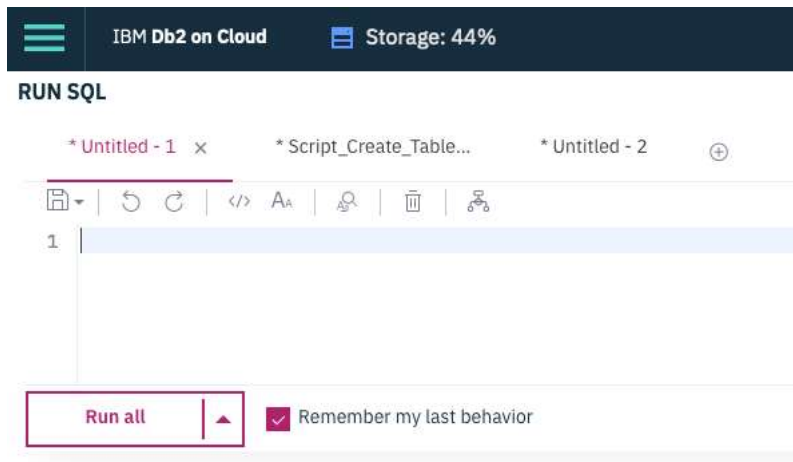 IBM Db2 on Cloud Storage: 44%
RUN SQL
* Untitled - 1 × * Script_Create_Table... * Untitled - 2
</> AA
1
Run all Remember my last behavior